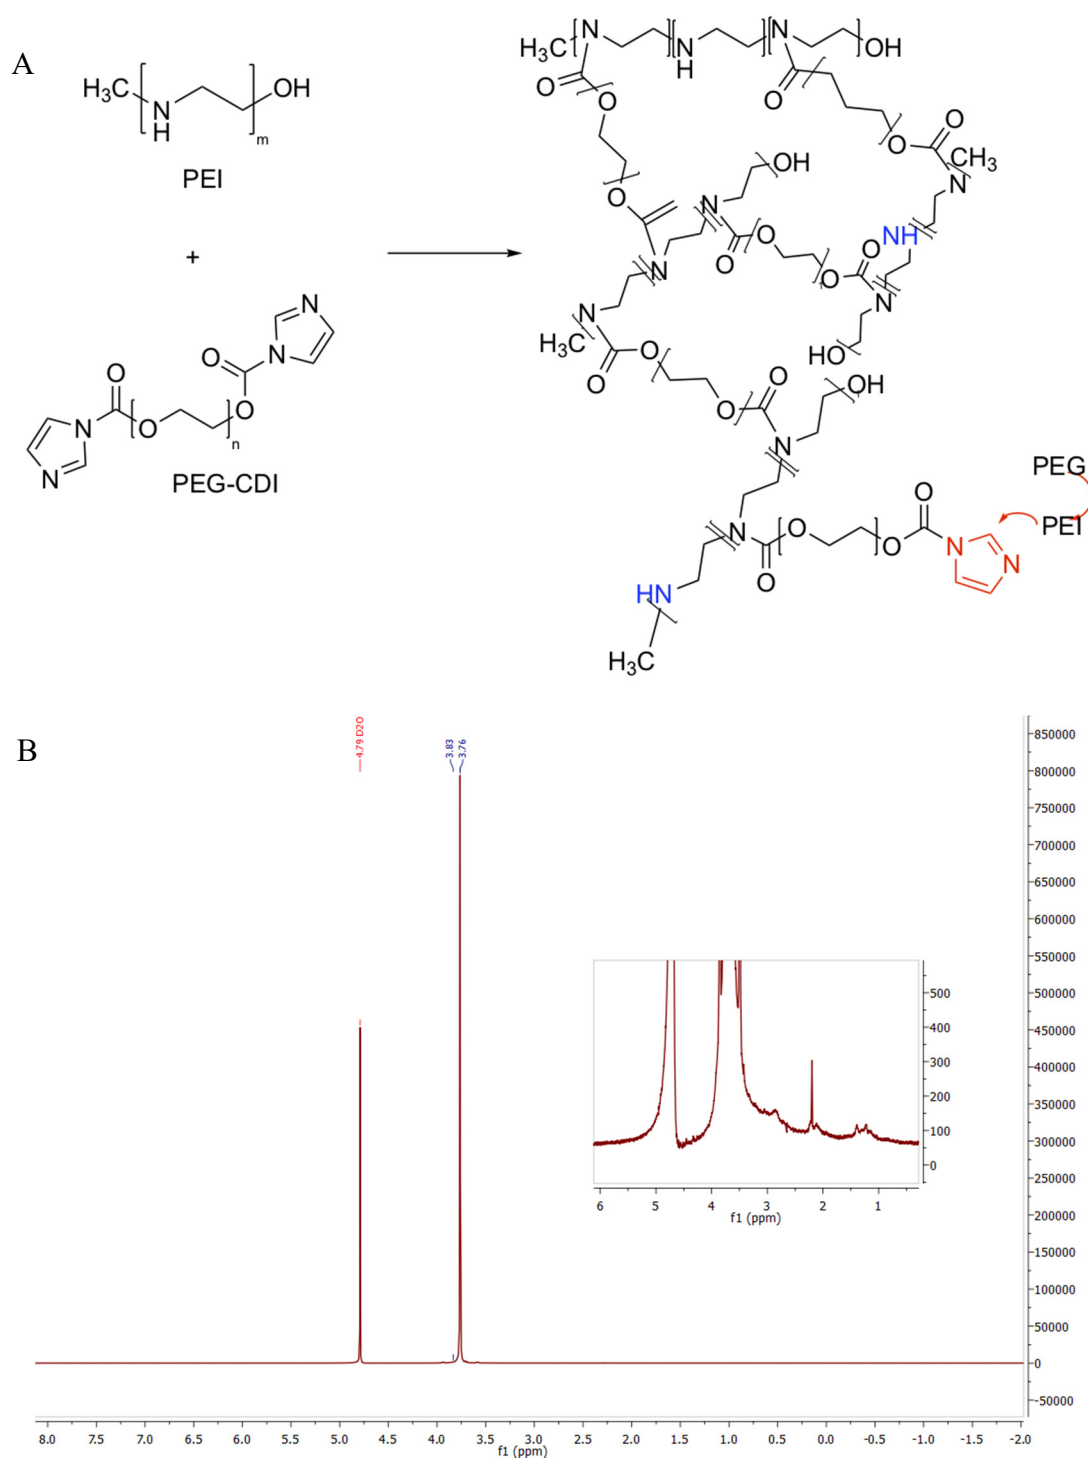 A
H3C
N
H
OH
m
PEI
+
O
O
N
N
O
N
N
O
O
n
PEG-CDI
H3C
N
N
H
N
OH
O
O
O
O
O
O
CH3
N
OH
N
O
N
O
O
O
O
NH
N
N
H3C
O
O
O
O
HO
OH
N
PEG
PEI
O
N
O
O
N
N
O
HN
H3C
B
4.79 D2O
3.83
3.76
850000
800000
750000
700000
650000
600000
550000
500000
450000
400000
350000
300000
250000
200000
150000
100000
50000
0
-50000
500
400
300
200
100
0
6 5 4 3 2 1
f1 (ppm)
8.0 7.5 7.0 6.5 6.0 5.5 5.0 4.5 4.0 3.5 3.0 2.5 2.0 1.5 1.0 0.5 0.0 -0.5 -1.0 -1.5 -2.0
f1 (ppm)